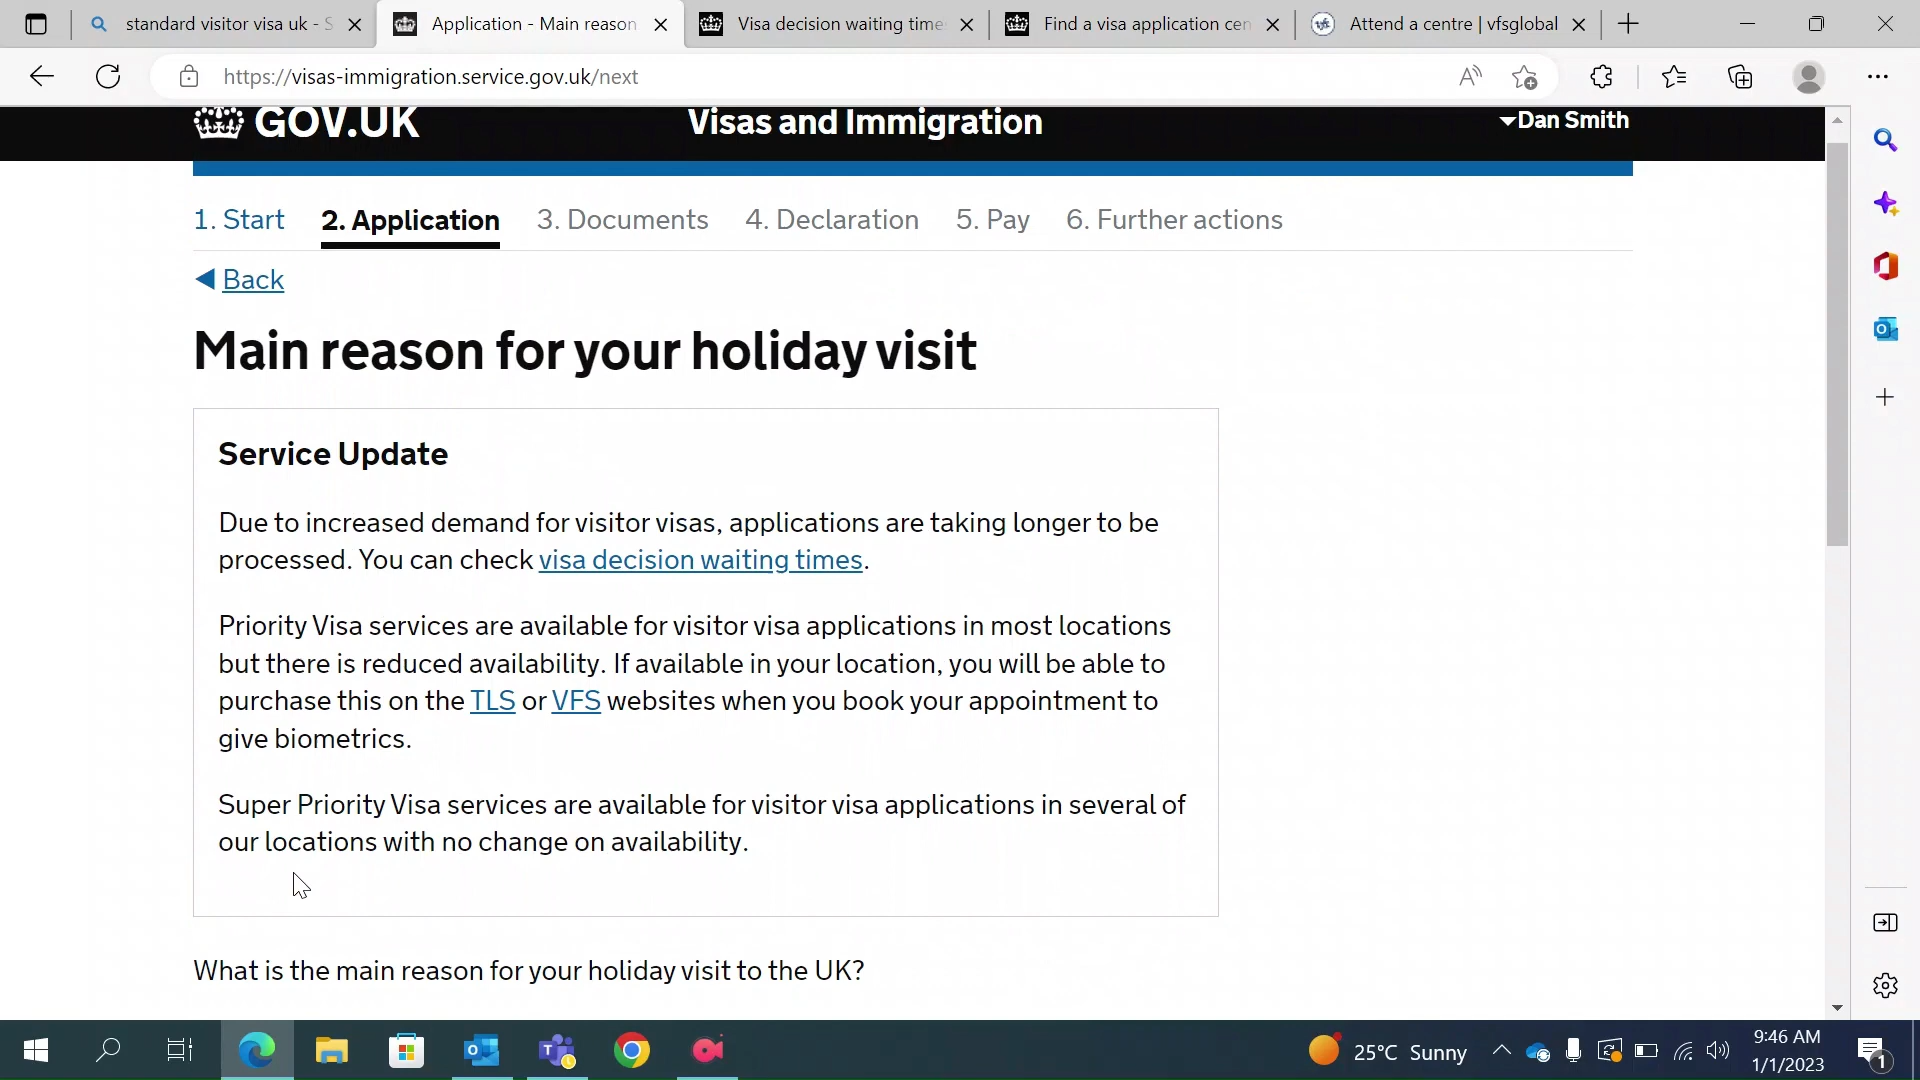 standard visitor visa uk - S
Application - Main reason
Visa decision waiting time
Find a visa application cen
Attend a centre | vfsglobal
https://visas-immigration.service.gov.uk/next
GOV.UK
Visas and Immigration
Dan Smith
1. Start
2. Application
3. Documents
4. Declaration
5. Pay
6. Further actions
Back
Main reason for your holiday visit
Service Update
Due to increased demand for visitor visas, applications are taking longer to be
processed. You can check visa decision waiting times.
Priority Visa services are available for visitor visa applications in most locations
but there is reduced availability. If available in your location, you will be able to
purchase this on the TLS or VFS websites when you book your appointment to
give biometrics.
Super Priority Visa services are available for visitor visa applications in several of
our locations with no change on availability.
What is the main reason for your holiday visit to the UK?
25°C Sunny
9:46 AM
1/1/2023
1